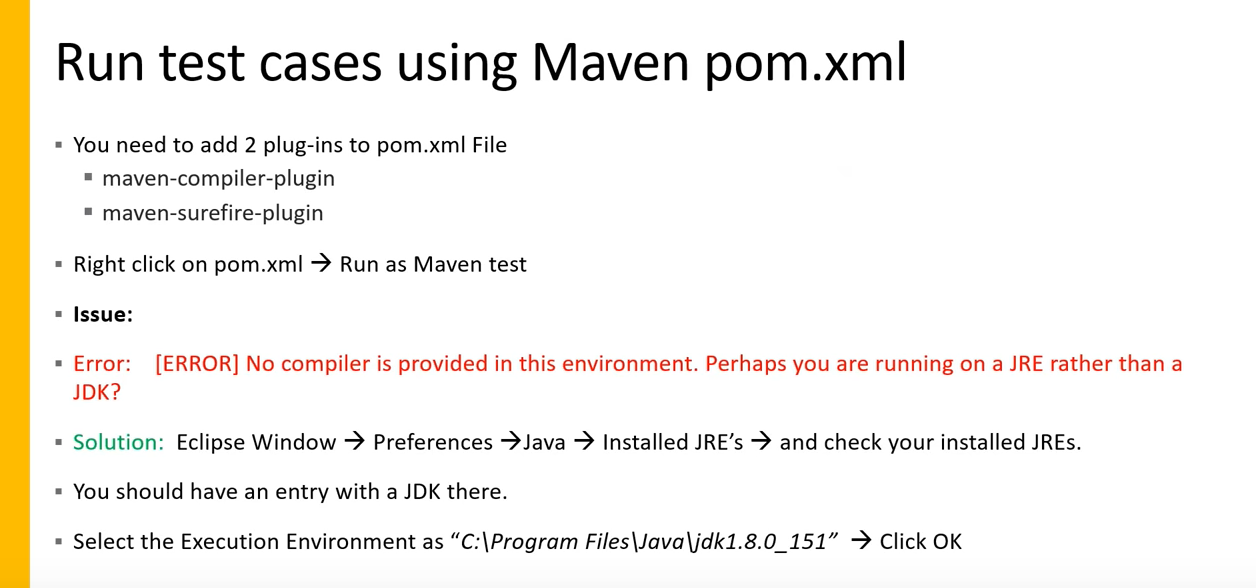 Run test cases using Maven pom.xml
▪ You need to add 2 plug-ins to pom.xml File
▪ maven-compiler-plugin
▪ maven-surefire-plugin
▪ Right click on pom.xml → Run as Maven test
▪ Issue:
▪ Error: [ERROR] No compiler is provided in this environment. Perhaps you are running on a JRE rather than a
JDK?
▪ Solution: Eclipse Window → Preferences →Java → Installed JRE’s → and check your installed JREs.
▪ You should have an entry with a JDK there.
▪ Select the Execution Environment as “C:\Program Files\Java\jdk1.8.0_151” → Click OK